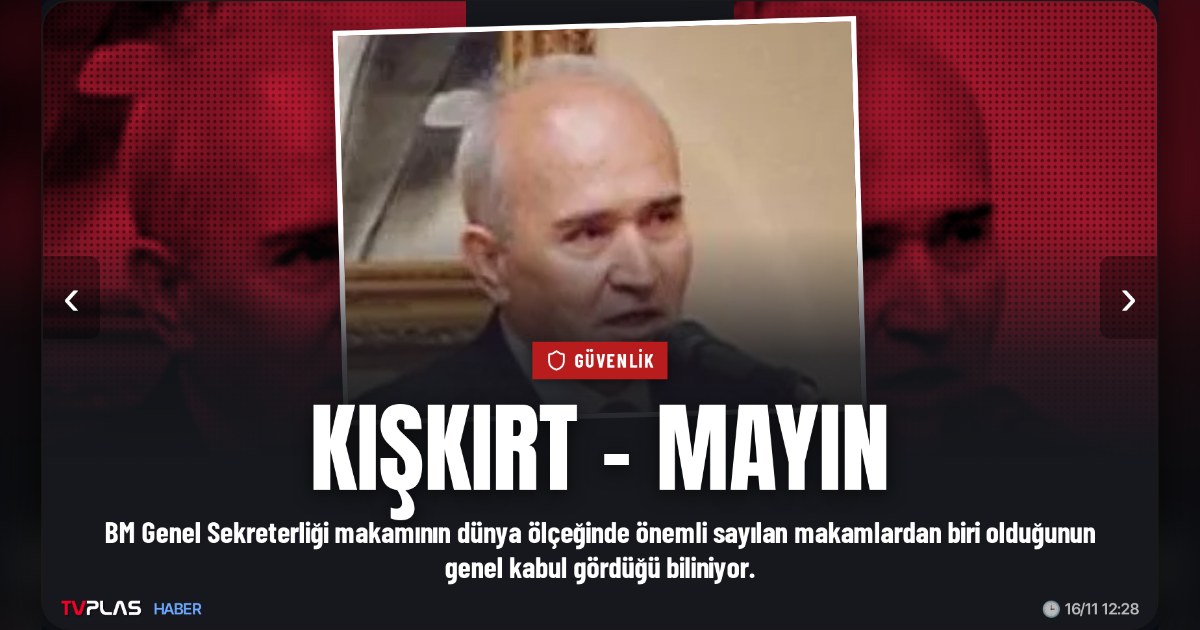 GÜVENLİK
KIŞKIRT - MAYIN
BM Genel Sekreterliği makamının dünya ölçeğinde önemli sayılan makamlardan biri olduğunun
genel kabul gördüğü biliniyor.
TVPLAS HABER
16/11 12:28